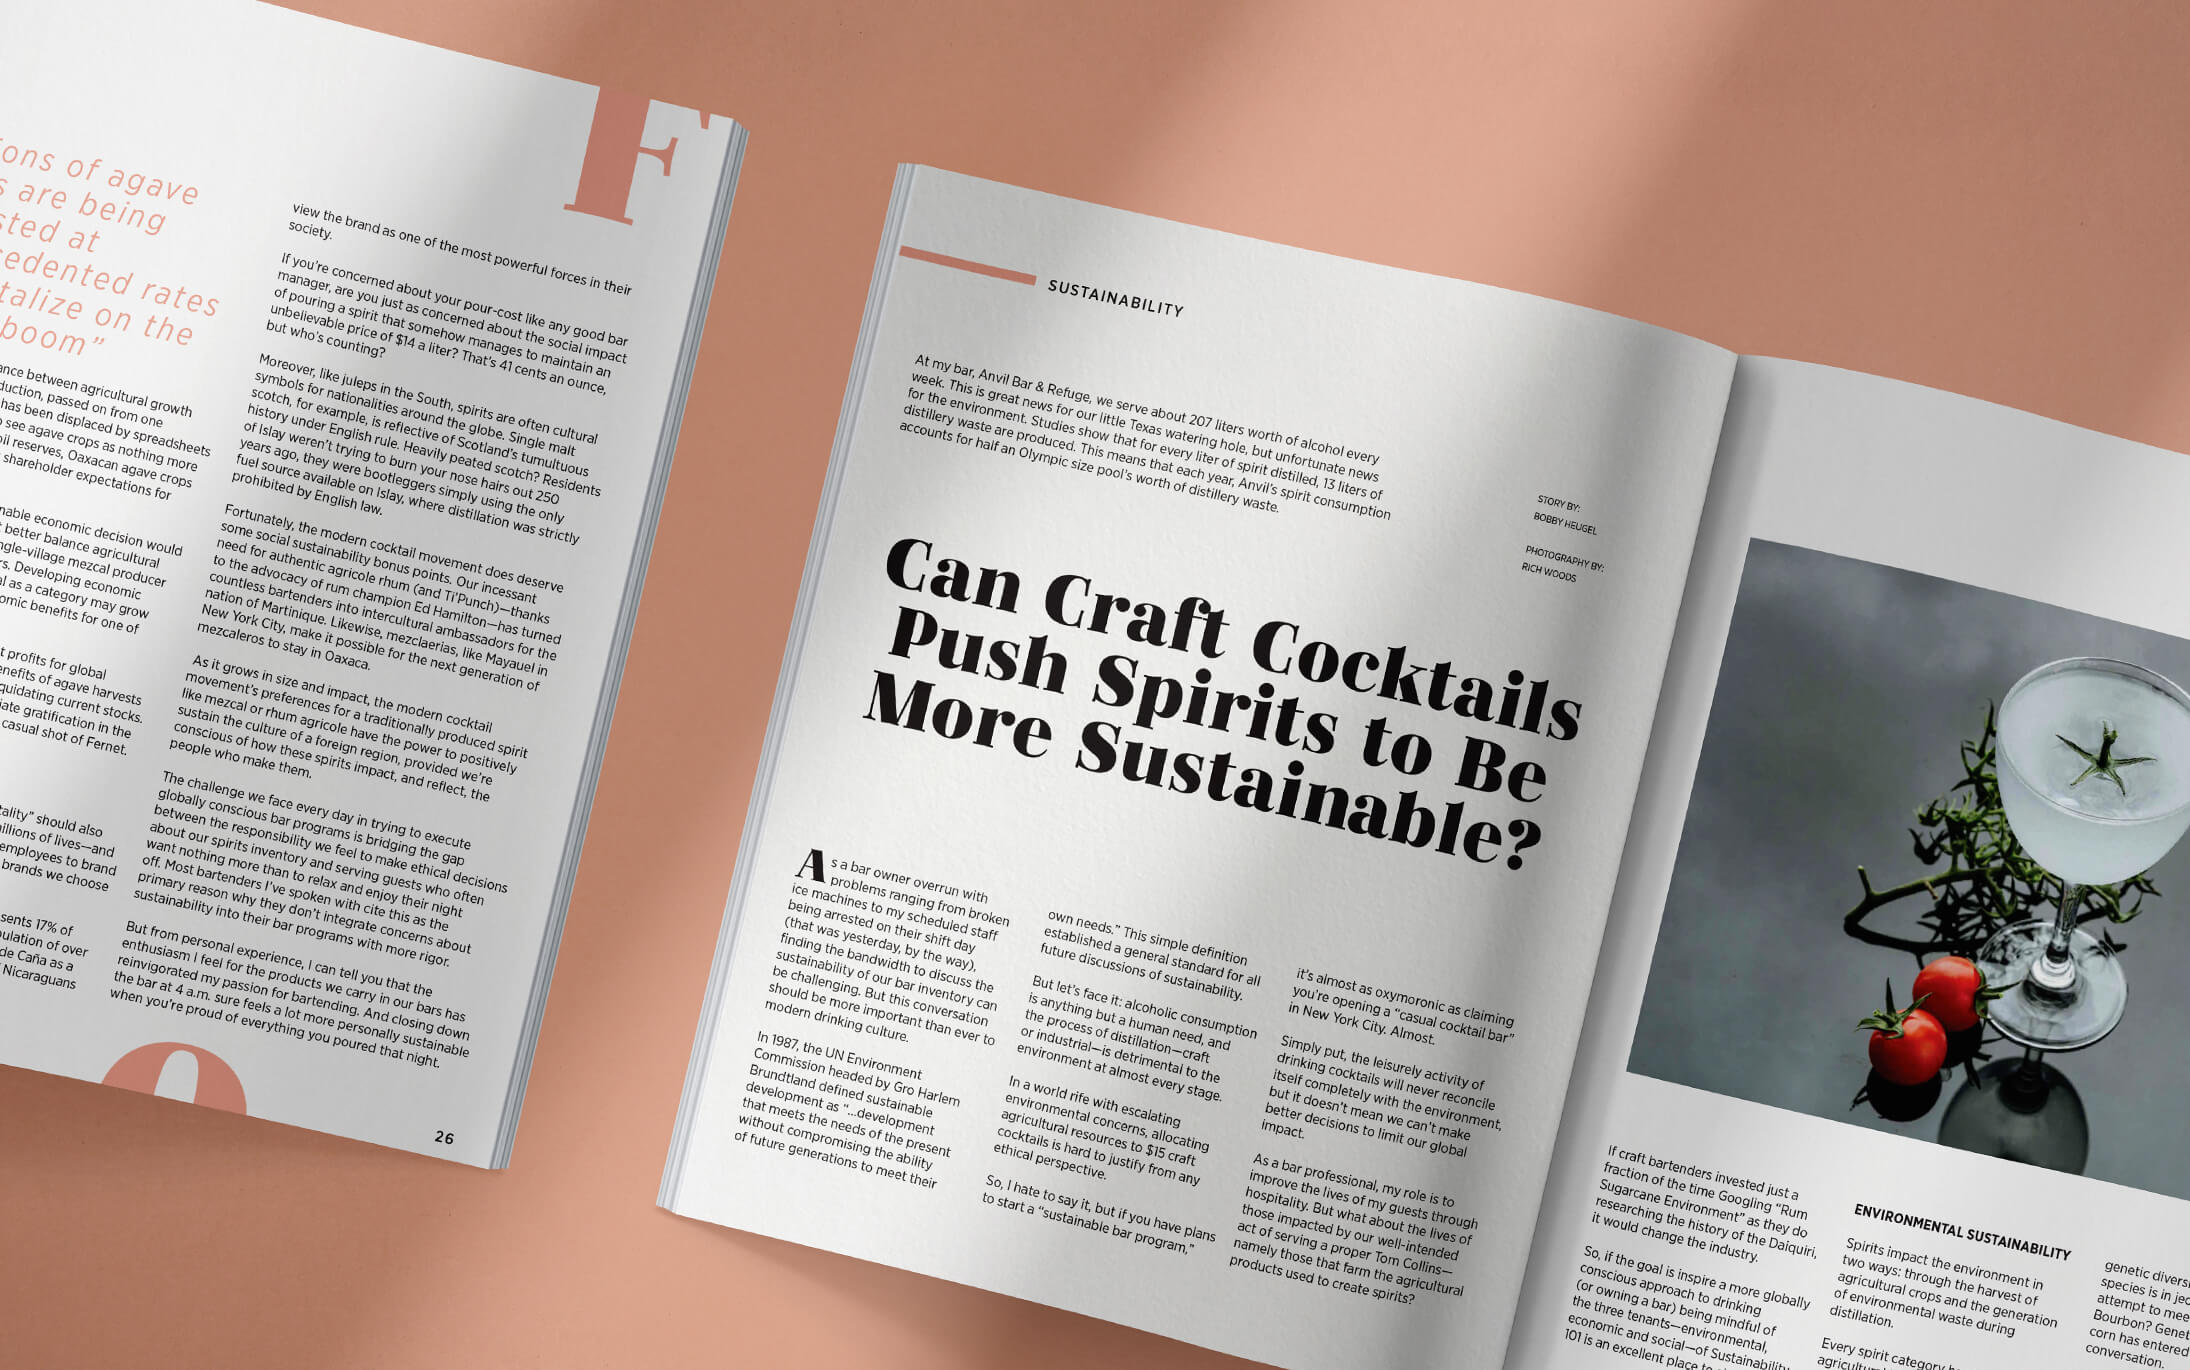 ons of agave
s are being
sted at
edented rates
talize on the
boom”
ance between agricultural growth
duction, passed on from one
has been displaced by spreadsheets
see agave crops as nothing more
oil reserves, Oaxacan agave crops
shareholder expectations for
nable economic decision would
t better balance agricultural
ngle-village mezcal producer
rs. Developing economic
al as a category may grow
omic benefits for one of
t profits for global
enefits of agave harvests
quidating current stocks.
iate gratification in the
casual shot of Fernet.
tality” should also
illions of lives—and
employees to brand
brands we choose
sents 17% of
ulation of over
de Caña as a
Nicaraguans
F
view the brand as one of the most powerful forces in their
society.
If you’re concerned about your pour-cost like any good bar
manager, are you just as concerned about the social impact
of pouring a spirit that somehow manages to maintain an
unbelievable price of $14 a liter? That’s 41 cents an ounce,
but who’s counting?
Moreover, like juleps in the South, spirits are often cultural
symbols for nationalities around the globe. Single malt
scotch, for example, is reflective of Scotland’s tumultuous
history under English rule. Heavily peated scotch? Residents
of Islay weren’t trying to burn your nose hairs out 250
years ago, they were bootleggers simply using the only
fuel source available on Islay, where distillation was strictly
prohibited by English law.
Fortunately, the modern cocktail movement does deserve
some social sustainability bonus points. Our incessant
need for authentic agricole rhum (and Ti’Punch)—thanks
to the advocacy of rum champion Ed Hamilton—has turned
countless bartenders into intercultural ambassadors for the
nation of Martinique. Likewise, mezclaerias, like Mayauel in
New York City, make it possible for the next generation of
mezcaleros to stay in Oaxaca.
As it grows in size and impact, the modern cocktail
movement’s preferences for a traditionally produced spirit
like mezcal or rhum agricole have the power to positively
sustain the culture of a foreign region, provided we’re
conscious of how these spirits impact, and reflect, the
people who make them.
The challenge we face every day in trying to execute
globally conscious bar programs is bridging the gap
between the responsibility we feel to make ethical decisions
about our spirits inventory and serving guests who often
want nothing more than to relax and enjoy their night
off. Most bartenders I’ve spoken with cite this as the
primary reason why they don’t integrate concerns about
sustainability into their bar programs with more rigor.
But from personal experience, I can tell you that the
enthusiasm I feel for the products we carry in our bars has
reinvigorated my passion for bartending. And closing down
the bar at 4 a.m. sure feels a lot more personally sustainable
when you’re proud of everything you poured that night.
26
SUSTAINABILITY
At my bar, Anvil Bar & Refuge, we serve about 207 liters worth of alcohol every
week. This is great news for our little Texas watering hole, but unfortunate news
for the environment. Studies show that for every liter of spirit distilled, 13 liters of
distillery waste are produced. This means that each year, Anvil’s spirit consumption
accounts for half an Olympic size pool’s worth of distillery waste.
STORY BY:
BOBBY HEUGEL
PHOTOGRAPHY BY:
RICH WOODS
Can Craft Cocktails
Push Spirits to Be
More Sustainable?
As a bar owner overrun with
problems ranging from broken
ice machines to my scheduled staff
being arrested on their shift day
(that was yesterday, by the way),
finding the bandwidth to discuss the
sustainability of our bar inventory can
be challenging. But this conversation
should be more important than ever to
modern drinking culture.
In 1987, the UN Environment
Commission headed by Gro Harlem
Brundtland defined sustainable
development as “...development
that meets the needs of the present
without compromising the ability
of future generations to meet their
own needs.” This simple definition
established a general standard for all
future discussions of sustainability.
But let’s face it: alcoholic consumption
is anything but a human need, and
the process of distillation—craft
or industrial—is detrimental to the
environment at almost every stage.
In a world rife with escalating
environmental concerns, allocating
agricultural resources to $15 craft
cocktails is hard to justify from any
ethical perspective.
So, I hate to say it, but if you have plans
to start a “sustainable bar program,”
it’s almost as oxymoronic as claiming
you’re opening a “casual cocktail bar”
in New York City. Almost.
Simply put, the leisurely activity of
drinking cocktails will never reconcile
itself completely with the environment,
but it doesn’t mean we can’t make
better decisions to limit our global
impact.
As a bar professional, my role is to
improve the lives of my guests through
hospitality. But what about the lives of
those impacted by our well-intended
act of serving a proper Tom Collins—
namely those that farm the agricultural
products used to create spirits?
If craft bartenders invested just a
fraction of the time Googling “Rum
Sugarcane Environment” as they do
researching the history of the Daiquiri,
it would change the industry.
So, if the goal is inspire a more globally
conscious approach to drinking
(or owning a bar) being mindful of
the three tenants—environmental,
economic and social—of Sustainability
101 is an excellent place to
ENVIRONMENTAL SUSTAINABILITY
Spirits impact the environment in
two ways: through the harvest of
agricultural crops and the generation
of environmental waste during
distillation.
Every spirit category
agricultural
genetic divers
species is in jeo
attempt to mee
Bourbon? Genet
corn has entered
conversation.